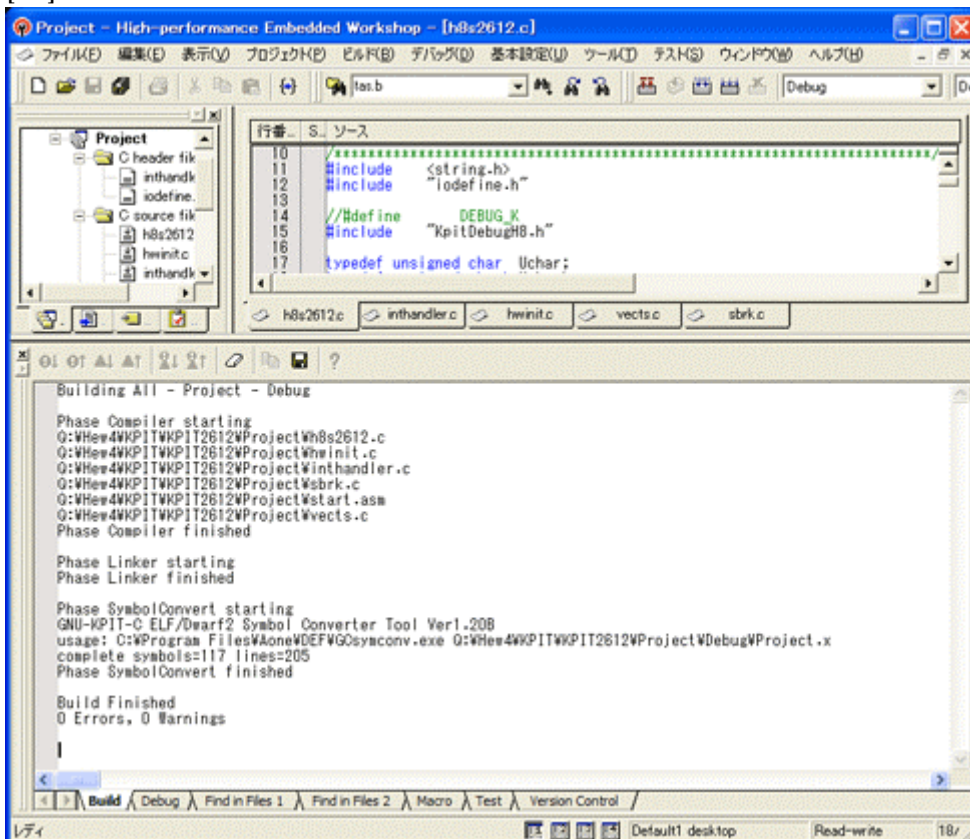 Project - High-performance Embedded Workshop - [h8s2612.c]
ファイル(F) 編集(E) 表示(V) プロジェクト(P) ビルド(B) デバッグ(D) 基本設定(U) ツール(T) テスト(S) ウィンドウ(W) ヘルプ(H)
tas.b
Debug
Project
C header file
inthandle
iodefine.
C source file
h8s2612
hwinit.c
inthandle
行番... S.. ソース
10 /******************************************************************************/
11 #include <string.h>
12 #include "iodefine.h"
13
14 //#define DEBUG_K
15 #include "KpitDebugH8.h"
16
17 typedef unsigned char Uchar;
h8s2612.c inthandler.c hwinit.c vects.c sbrk.c
Building All - Project - Debug
Phase Compiler starting
Q:¥Hew4¥KPIT¥KPIT2612¥Project¥h8s2612.c
Q:¥Hew4¥KPIT¥KPIT2612¥Project¥hwinit.c
Q:¥Hew4¥KPIT¥KPIT2612¥Project¥inthandler.c
Q:¥Hew4¥KPIT¥KPIT2612¥Project¥sbrk.c
Q:¥Hew4¥KPIT¥KPIT2612¥Project¥start.asm
Q:¥Hew4¥KPIT¥KPIT2612¥Project¥vects.c
Phase Compiler finished
Phase Linker starting
Phase Linker finished
Phase SymbolConvert starting
GNU-KPIT-C ELF/Dwarf2 Symbol Converter Tool Ver1.20B
usage: C:¥Program Files¥Aone¥DEF¥GCsymconv.exe Q:¥Hew4¥KPIT¥KPIT2612¥Project¥Debug¥Project.x
complete symbols=117 lines=205
Phase SymbolConvert finished
Build Finished
0 Errors, 0 Warnings
Build Debug Find in Files 1 Find in Files 2 Macro Test Version Control
レディ Default1 desktop Read-write 18/